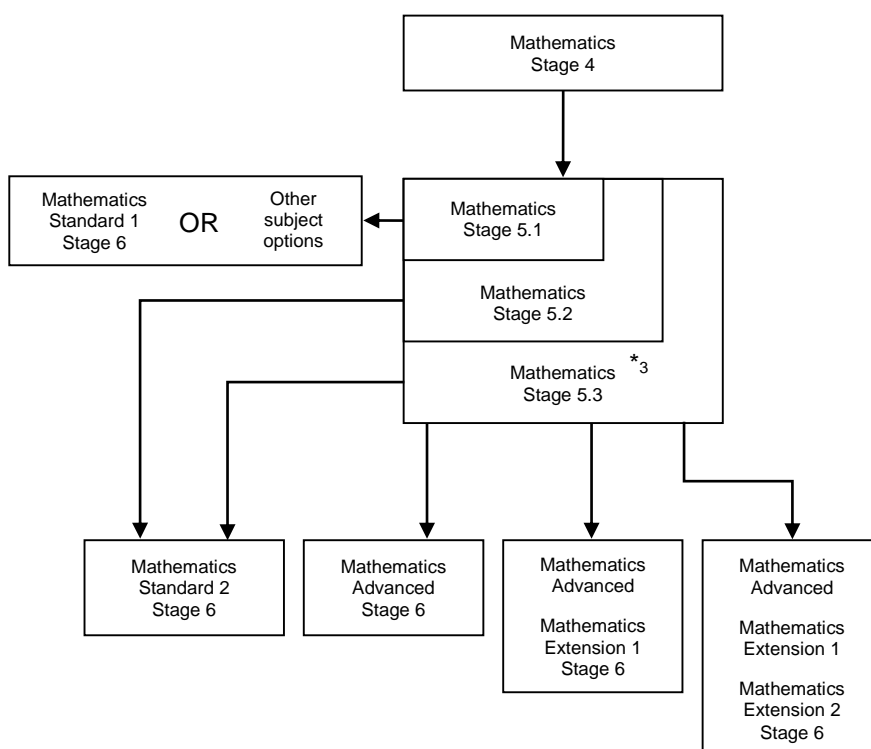 Mathematics
Stage 4
Mathematics
Standard 1
Stage 6
OR
Other
subject
options
Mathematics
Stage 5.1
Mathematics
Stage 5.2
Mathematics
Stage 5.3
*3
Mathematics
Standard 2
Stage 6
Mathematics
Advanced
Stage 6
Mathematics
Advanced
Mathematics
Extension 1
Stage 6
Mathematics
Advanced
Mathematics
Extension 1
Mathematics
Extension 2
Stage 6